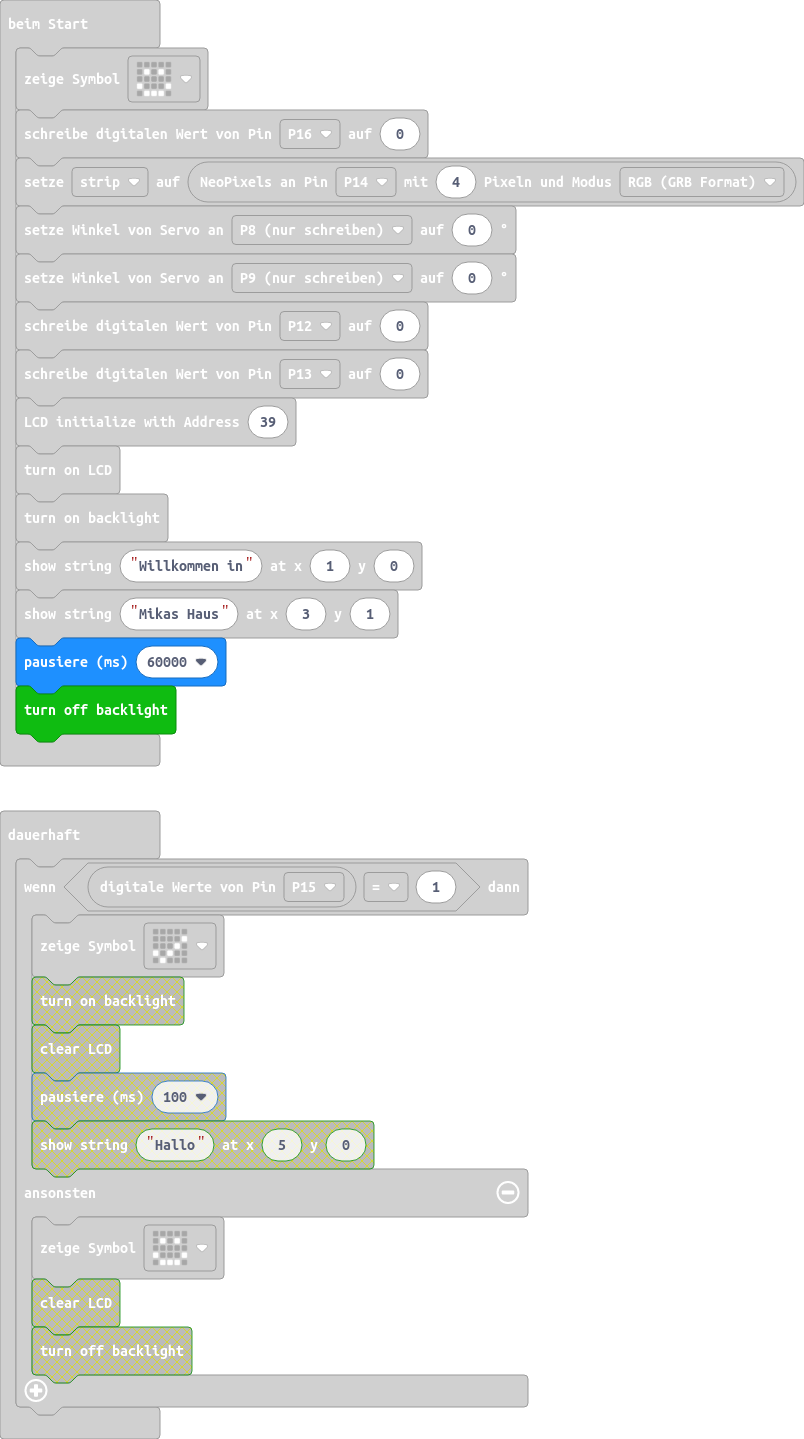 beim Start
zeige Symbol
schreibe digitalen Wert von Pin P16 auf 0
setze strip auf NeoPixels an Pin P14 mit 4 Pixeln und Modus RGB (GRB Format)
setze Winkel von Servo an P8 (nur schreiben) auf 0 °
setze Winkel von Servo an P9 (nur schreiben) auf 0 °
schreibe digitalen Wert von Pin P12 auf 0
schreibe digitalen Wert von Pin P13 auf 0
LCD initialize with Address 39
turn on LCD
turn on backlight
show string "Willkommen in" at x 1 y 0
show string "Mikas Haus" at x 3 y 1
pausiere (ms) 60000
turn off backlight
dauerhaft
wenn digitale Werte von Pin P15 = 1 dann
zeige Symbol
turn on backlight
clear LCD
pausiere (ms) 100
show string "Hallo" at x 5 y 0
ansonsten
zeige Symbol
clear LCD
turn off backlight